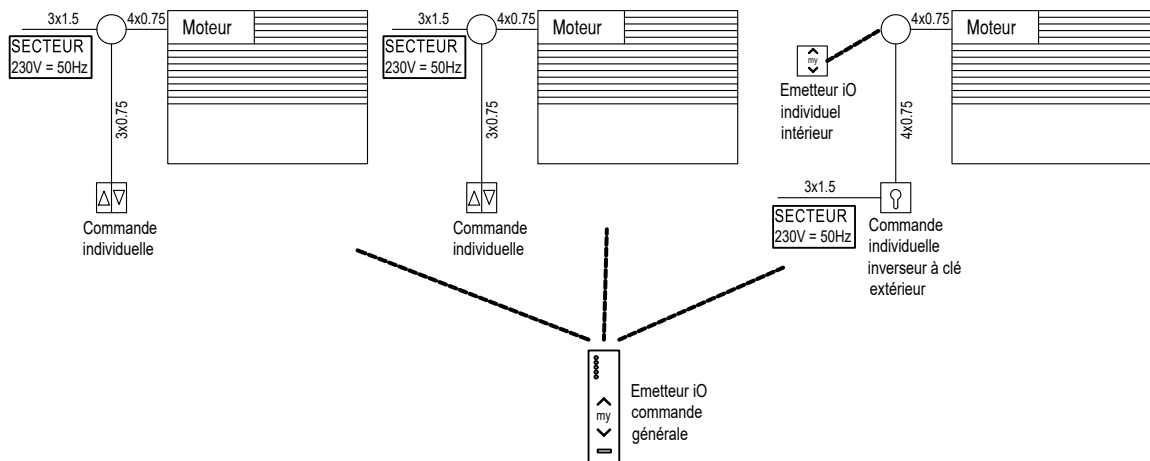 3x1.5
4x0.75
Moteur
SECTEUR
230V = 50Hz
3x0.75
Commande
individuelle
3x1.5
4x0.75
Moteur
SECTEUR
230V = 50Hz
3x0.75
Commande
individuelle
4x0.75
Moteur
my
Emetteur iO
individuel
intérieur
4x0.75
3x1.5
SECTEUR
230V = 50Hz
Commande
individuelle
inverseur à clé
extérieur
my
Emetteur iO
commande
générale